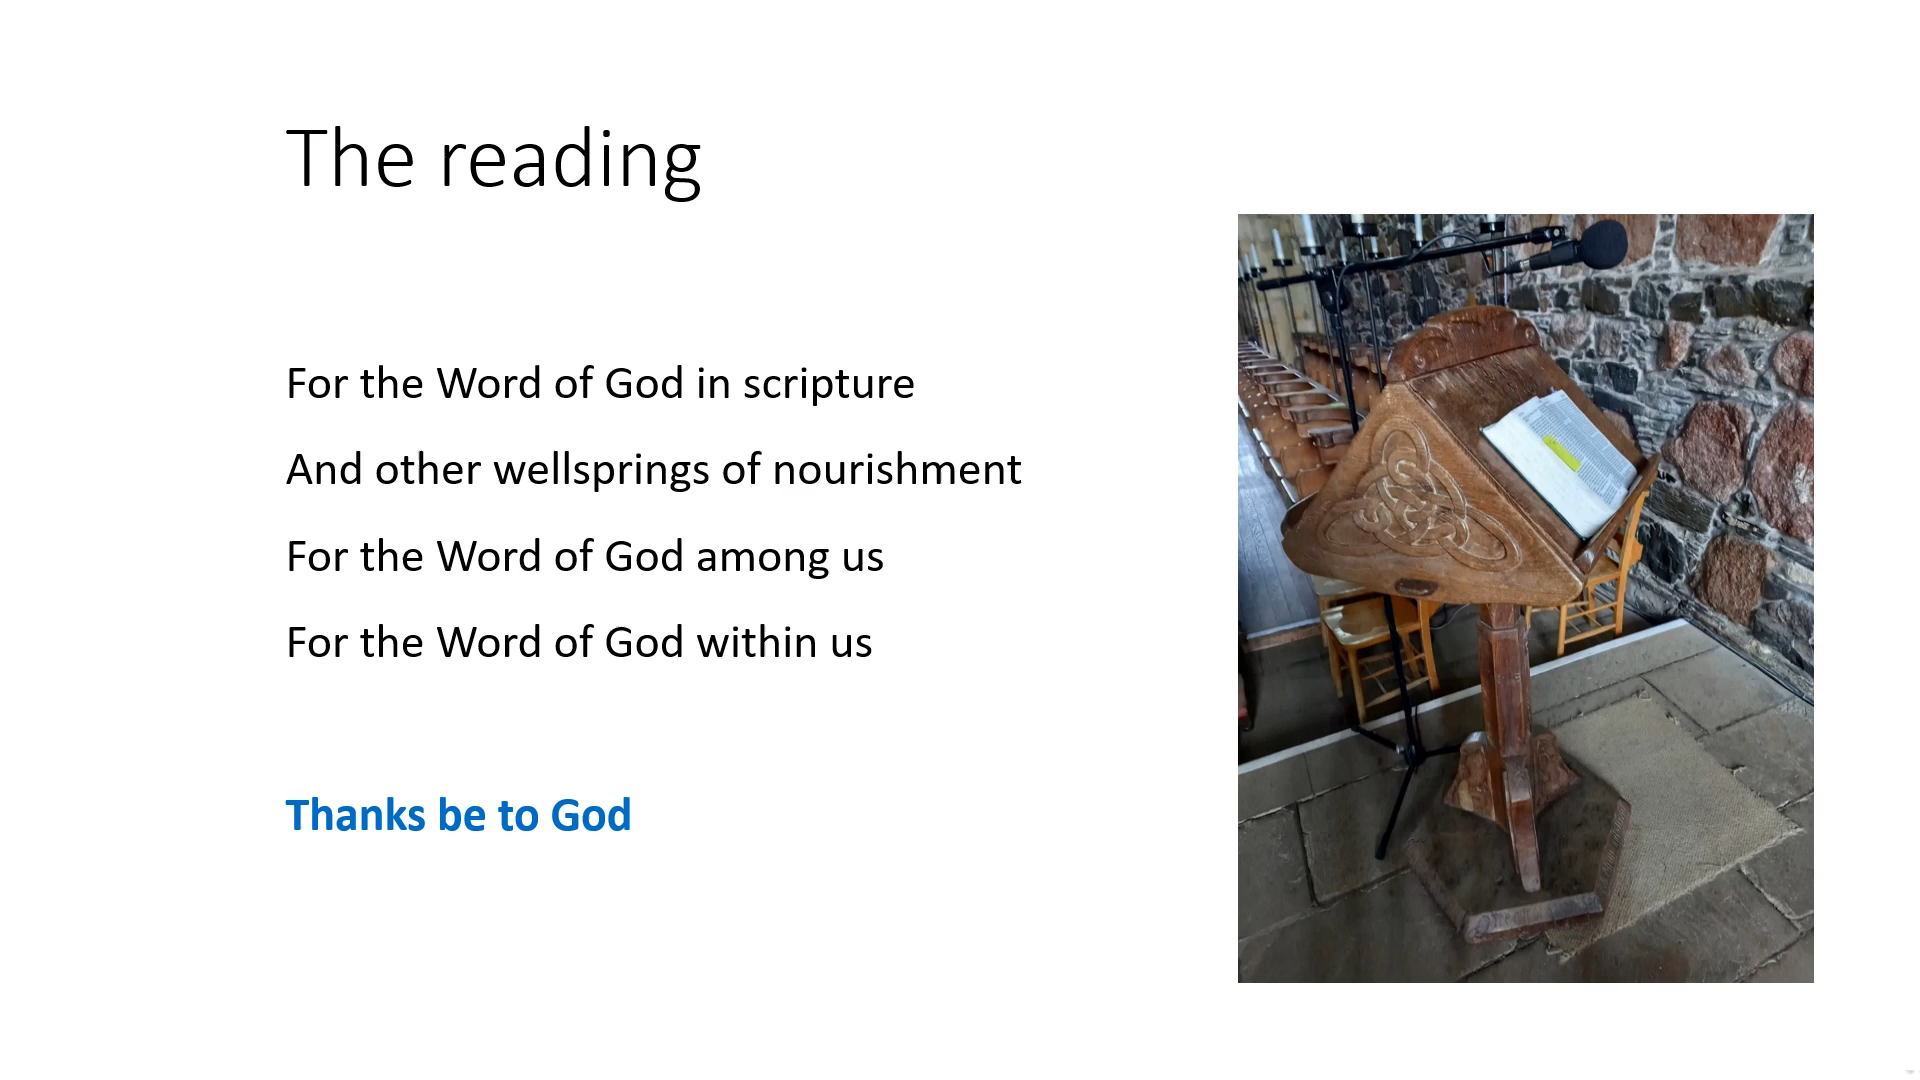 The reading
For the Word of God in scripture
And other wellsprings of nourishment
For the Word of God among us
For the Word of God within us
Thanks be to God